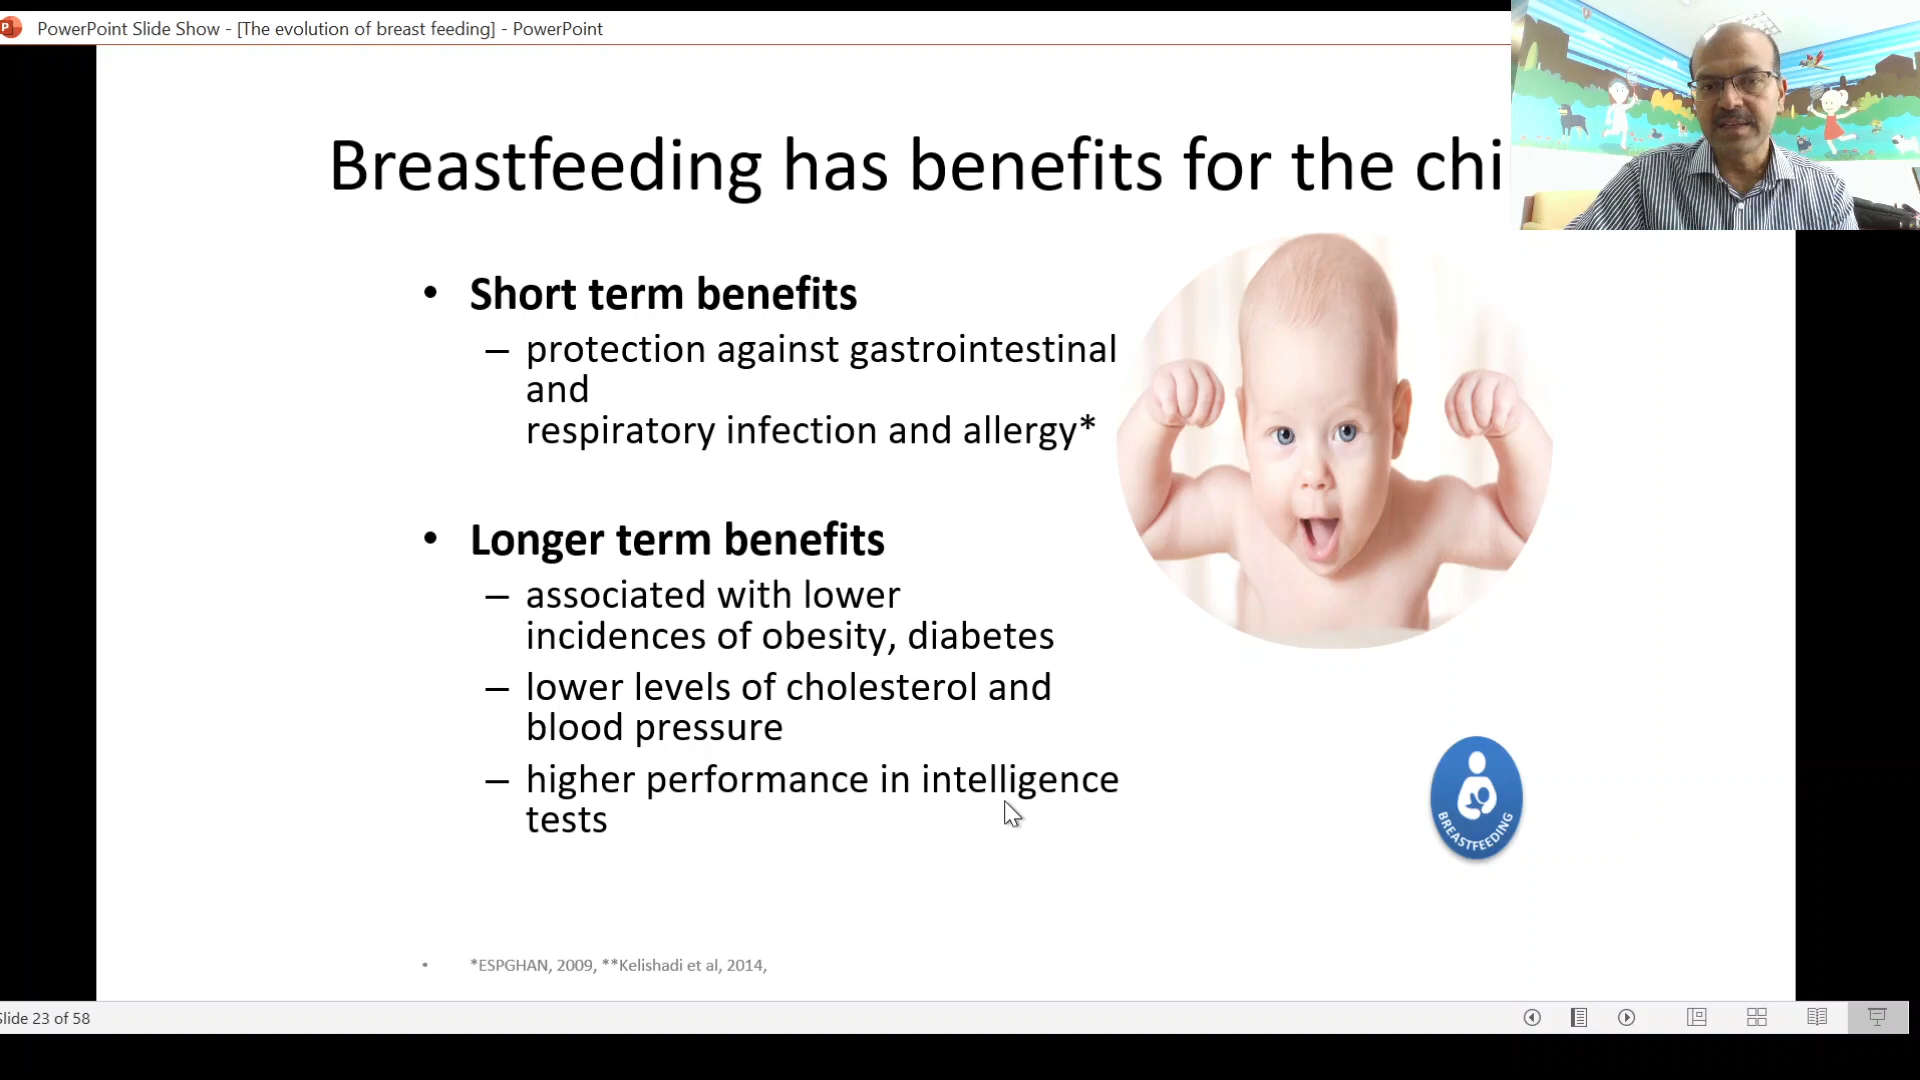 PowerPoint Slide Show - [The evolution of breast feeding] - PowerPoint
Breastfeeding has benefits for the chi
• Short term benefits
– protection against gastrointestinal
and
respiratory infection and allergy*
• Longer term benefits
– associated with lower
incidences of obesity, diabetes
– lower levels of cholesterol and
blood pressure
– higher performance in intelligence
tests
BREASTFEEDING
• *ESPGHAN, 2009, **Kelishadi et al, 2014,
Slide 23 of 58